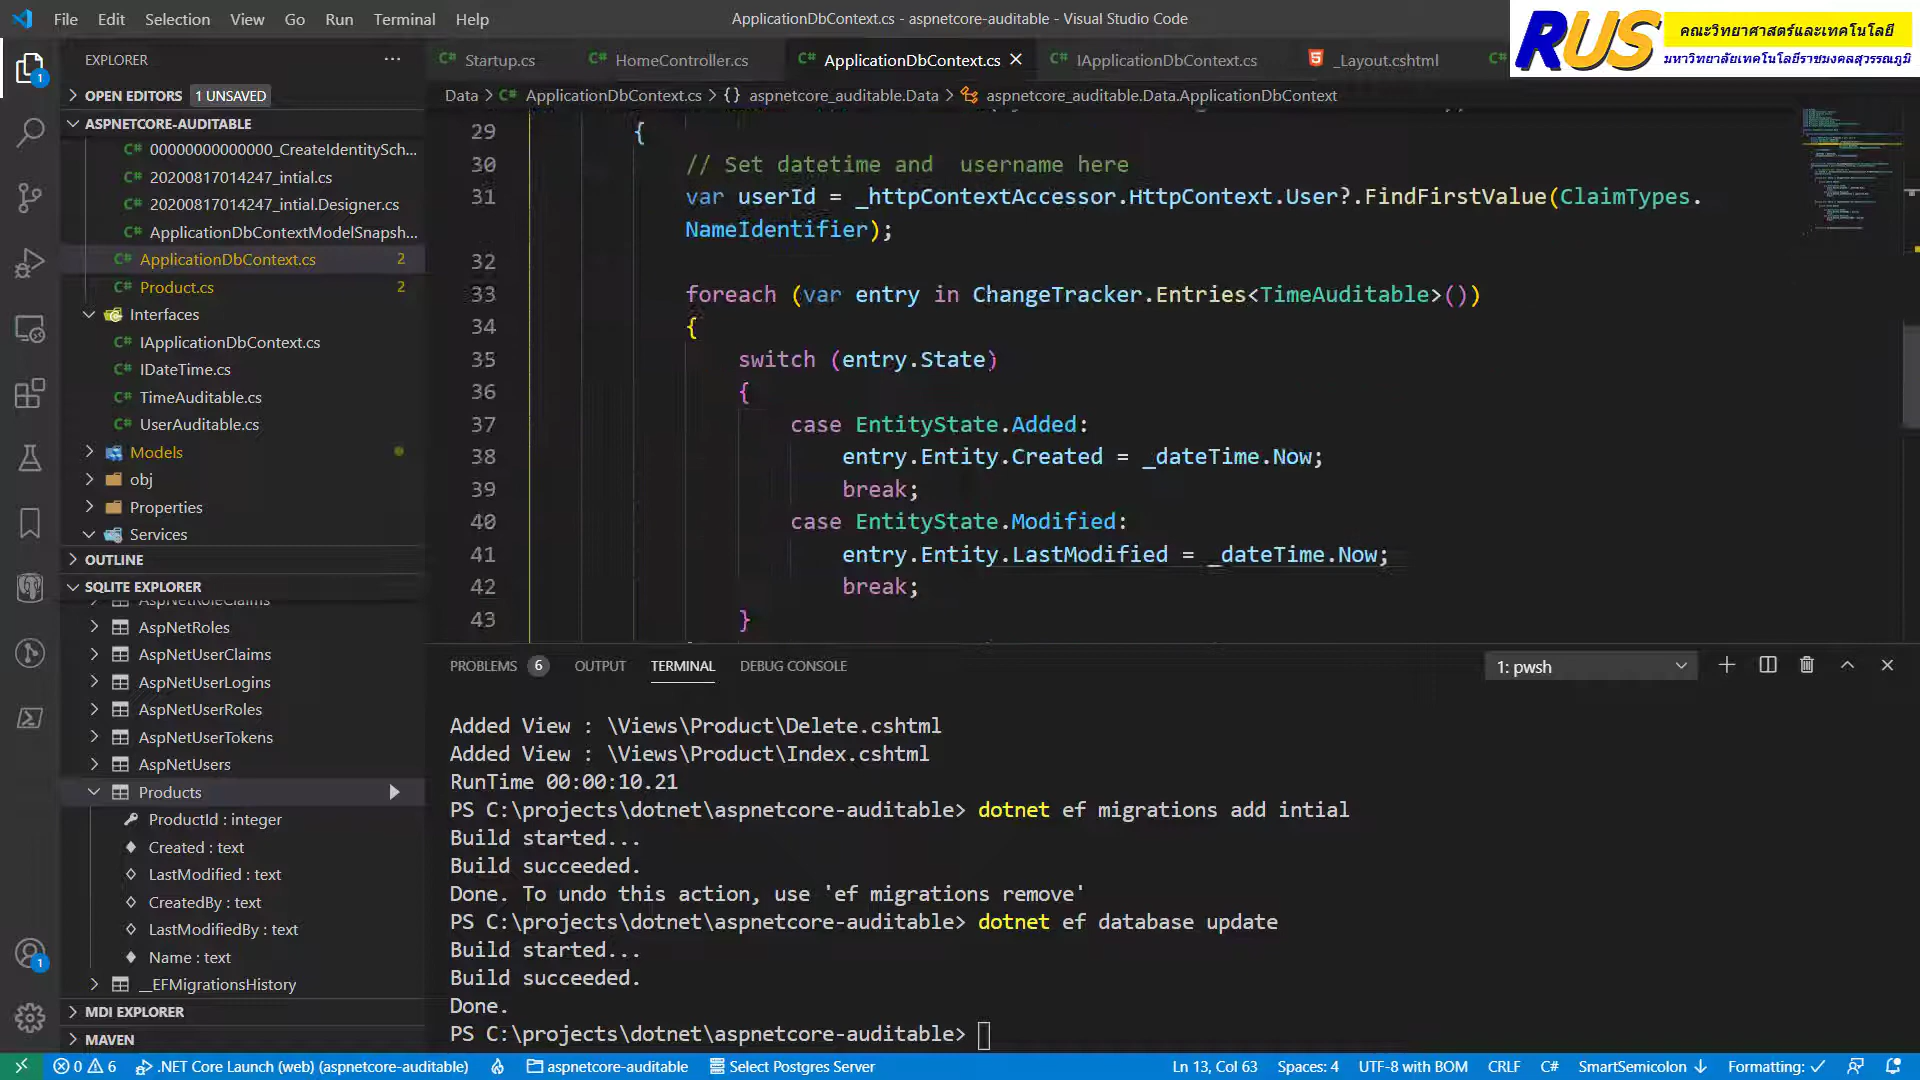 File Edit Selection View Go Run Terminal Help
ApplicationDbContext.cs - aspnetcore-auditable - Visual Studio Code
RUS
คณะวิทยาศาสตร์และเทคโนโลยี
มหาวิทยาลัยเทคโนโลยีราชมงคลสุวรรณภูมิ
EXPLORER
1
OPEN EDITORS 1 UNSAVED
ASPNETCORE-AUDITABLE
C# 00000000000000_CreateIdentitySch...
C# 20200817014247_intial.cs
C# 20200817014247_intial.Designer.cs
C# ApplicationDbContextModelSnapsh...
C# ApplicationDbContext.cs 2
C# Product.cs 2
Interfaces
C# IApplicationDbContext.cs
C# IDateTime.cs
C# TimeAuditable.cs
C# UserAuditable.cs
Models
obj
Properties
Services
OUTLINE
SQLITE EXPLORER
AspNetRoleClaims
AspNetRoles
AspNetUserClaims
AspNetUserLogins
AspNetUserRoles
AspNetUserTokens
AspNetUsers
Products
ProductId : integer
Created : text
LastModified : text
CreatedBy : text
LastModifiedBy : text
Name : text
__EFMigrationsHistory
MDI EXPLORER
MAVEN
1
C# Startup.cs C# HomeController.cs C# ApplicationDbContext.cs C# IApplicationDbContext.cs _Layout.cshtml C#
Data > C# ApplicationDbContext.cs > {} aspnetcore_auditable.Data > aspnetcore_auditable.Data.ApplicationDbContext
29 {
30 // Set datetime and  username here
31 var userId = _httpContextAccessor.HttpContext.User?.FindFirstValue(ClaimTypes.
NameIdentifier);
32
33 foreach (var entry in ChangeTracker.Entries<TimeAuditable>())
34 {
35 switch (entry.State)
36 {
37 case EntityState.Added:
38 entry.Entity.Created = _dateTime.Now;
39 break;
40 case EntityState.Modified:
41 entry.Entity.LastModified = _dateTime.Now;
42 break;
43 }
PROBLEMS 6 OUTPUT TERMINAL DEBUG CONSOLE
1: pwsh
Added View : \Views\Product\Delete.cshtml
Added View : \Views\Product\Index.cshtml
RunTime 00:00:10.21
PS C:\projects\dotnet\aspnetcore-auditable> dotnet ef migrations add intial
Build started...
Build succeeded.
Done. To undo this action, use 'ef migrations remove'
PS C:\projects\dotnet\aspnetcore-auditable> dotnet ef database update
Build started...
Build succeeded.
Done.
PS C:\projects\dotnet\aspnetcore-auditable>
0 6 .NET Core Launch (web) (aspnetcore-auditable) aspnetcore-auditable Select Postgres Server
Ln 13, Col 63 Spaces: 4 UTF-8 with BOM CRLF C# SmartSemicolon ↓ Formatting: ✓